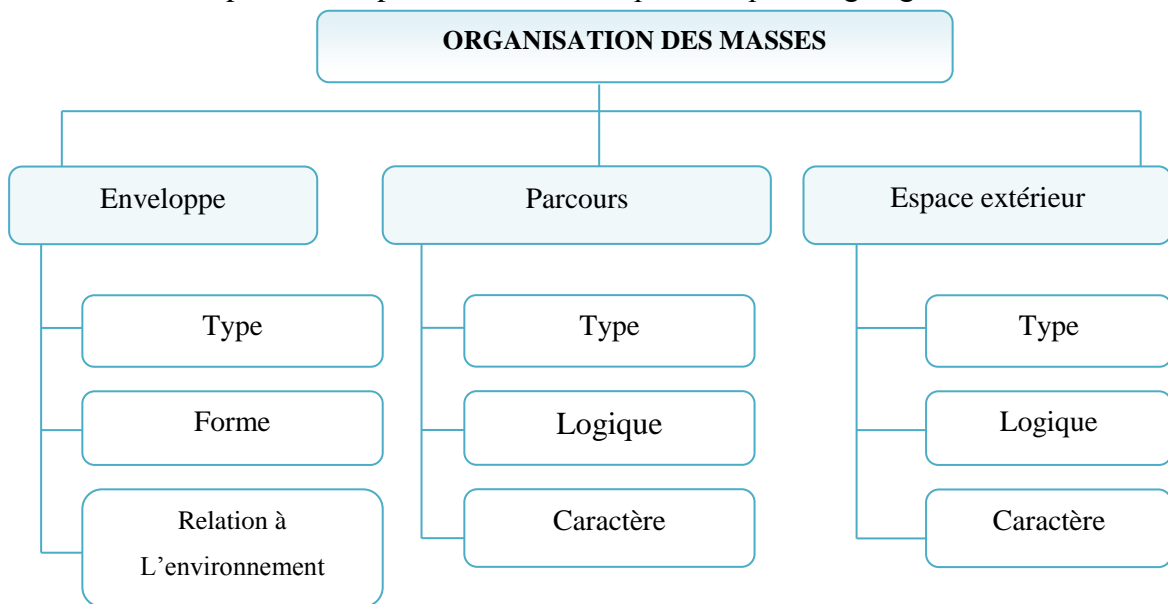 ORGANISATION DES MASSES
Enveloppe
Parcours
Espace extérieur
Type
Type
Type
Forme
Logique
Logique
Relation à
L’environnement
Caractère
Caractère